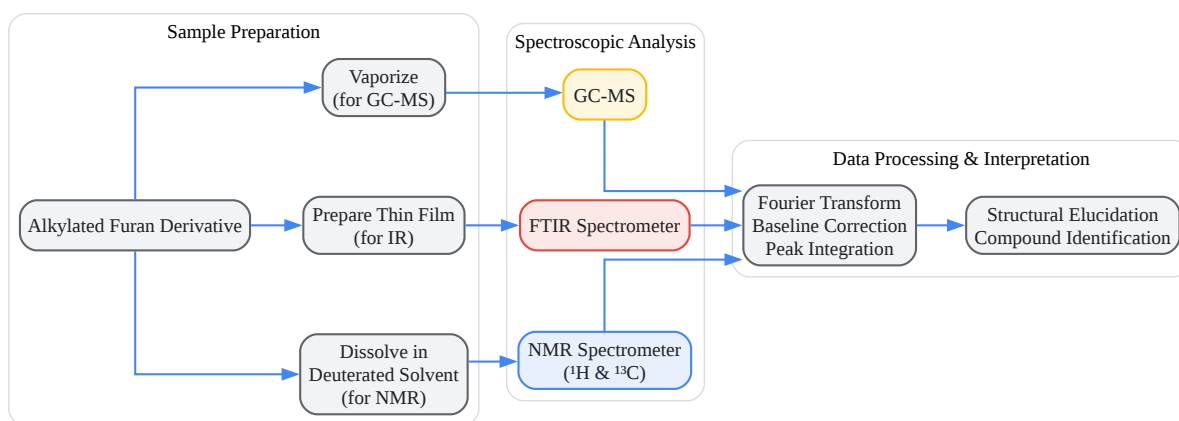 Sample Preparation
Vaporize
(for GC-MS)
Alkylated Furan Derivative
Prepare Thin Film
(for IR)
Dissolve in
Deuterated Solvent
(for NMR)
Spectroscopic Analysis
GC-MS
FTIR Spectrometer
NMR Spectrometer
(¹H & ¹³C)
Data Processing & Interpretation
Fourier Transform
Baseline Correction
Peak Integration
Structural Elucidation
Compound Identification